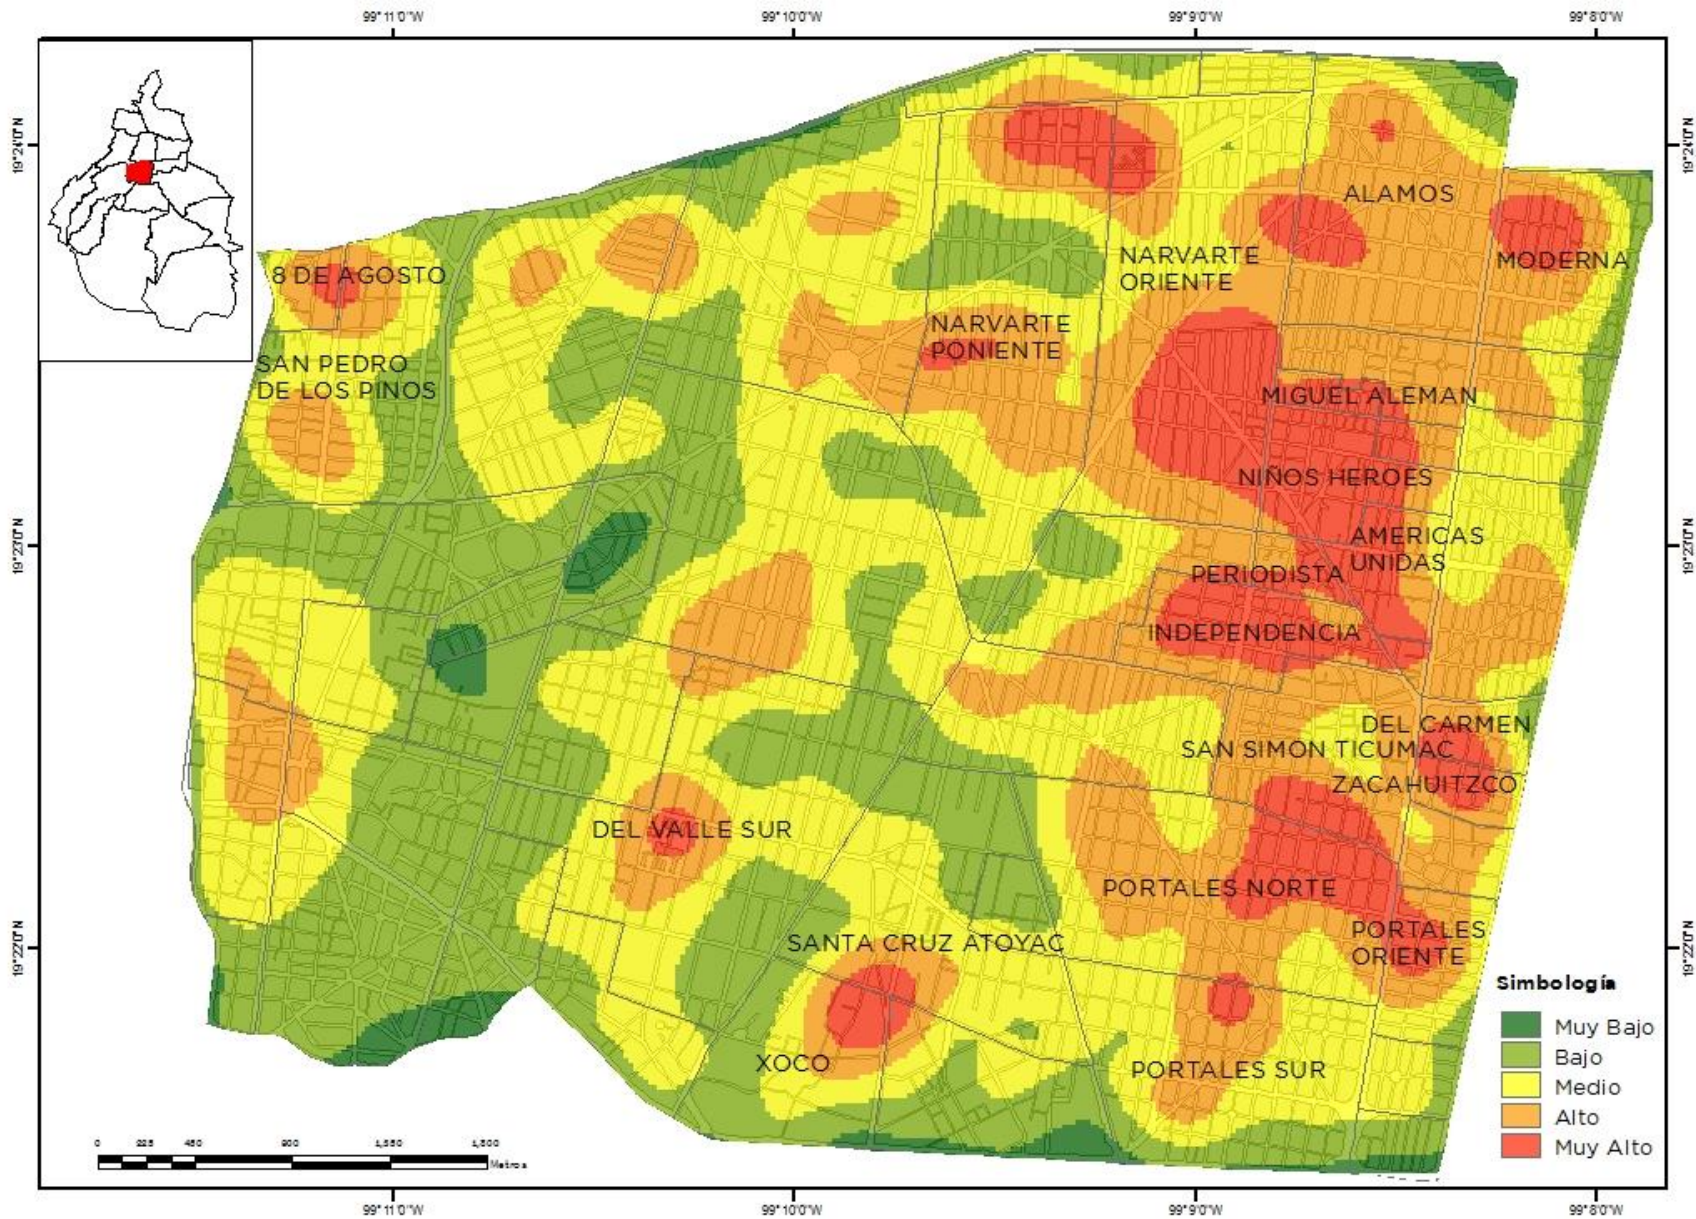 99°11'0"W
99°10'0"W
99°9'0"W
99°8'0"W
19°24'0"N
19°24'0"N
ALAMOS
8 DE AGOSTO
NARVARTE
ORIENTE
MODERNA
NARVARTE
PONIENTE
SAN PEDRO
DE LOS PINOS
MIGUEL ALEMAN
NIÑOS HEROES
19°23'0"N
19°23'0"N
AMERICAS
UNIDAS
PERIODISTA
INDEPENDENCIA
DEL CARMEN
SAN SIMON TICUMAC
ZACAHUITZCO
DEL VALLE SUR
PORTALES NORTE
PORTALES
ORIENTE
SANTA CRUZ ATOYAC
19°22'0"N
19°22'0"N
XOCO
PORTALES SUR
Simbología
Muy Bajo
Bajo
Medio
Alto
Muy Alto
0 225 450 900 1,350 1,800
Metros
99°11'0"W
99°10'0"W
99°9'0"W
99°8'0"W